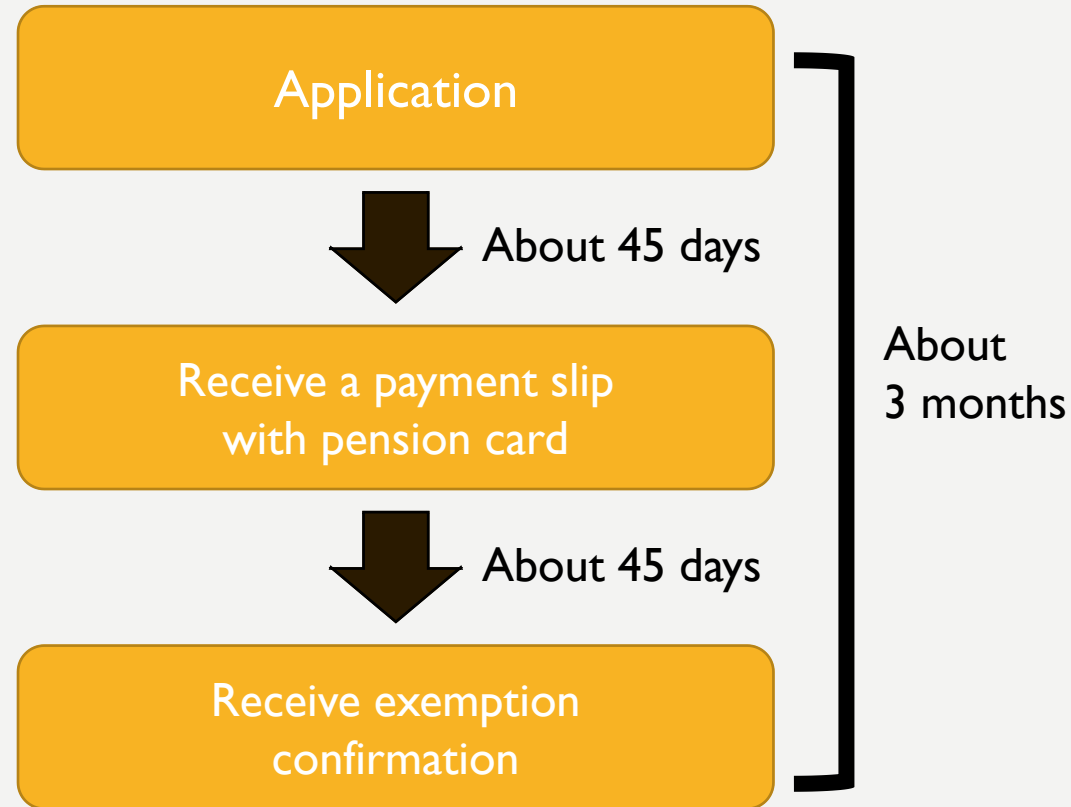 Application
About 45 days
Receive a payment slip
with pension card
About
3 months
About 45 days
Receive exemption
confirmation